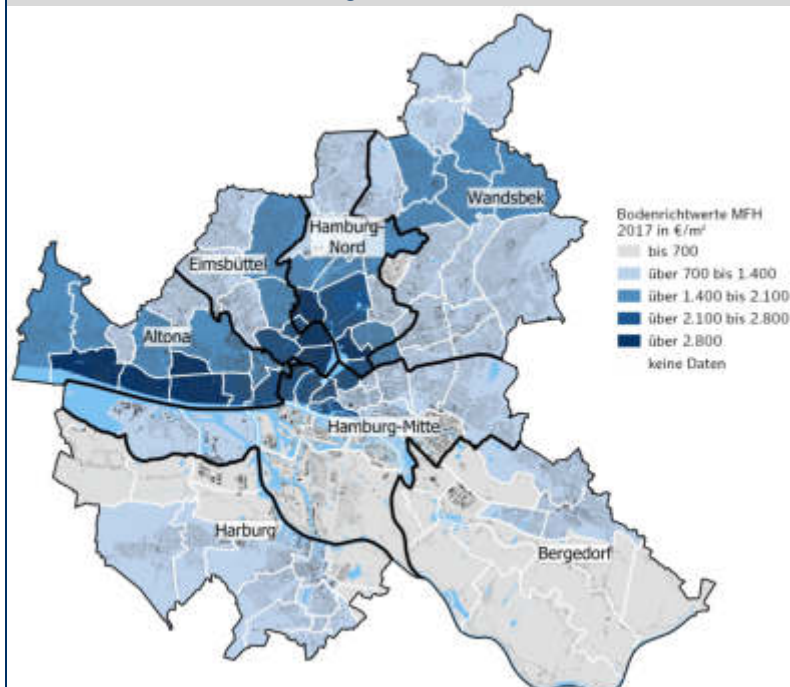 Wandsbek
Hamburg-
Nord
Eimsbüttel
Altona
Hamburg-Mitte
Harburg
Bergedorf
Bodenrichtwerte MFH
2017 in €/m²
bis 700
über 700 bis 1.400
über 1.400 bis 2.100
über 2.100 bis 2.800
über 2.800
keine Daten